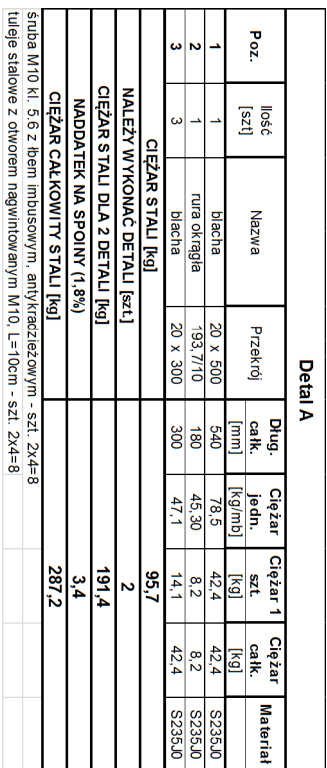 Detal A
Poz. Ilość [szt] Nazwa Przekrój Dług. całk. [mm] Ciężar jedn. [kg/mb] Ciężar 1 szt. [kg] Ciężar całk. [kg] Materiał
1 1 blacha 20 x 500 540 78,5 42,4 42,4 S235J0
2 1 rura okrągła 193,7/10 180 45,30 8,2 8,2 S235J0
3 3 blacha 20 x 300 300 47,1 14,1 42,4 S235J0
CIĘŻAR STALI [kg] 95,7
NALEŻY WYKONAĆ DETALI [szt.] 2
CIĘŻAR STALI DLA 2 DETALI [kg] 191,4
NADDATEK NA SPOINY (1,8%) 3,4
CIĘŻAR CAŁKOWITY STALI [kg] 287,2
śruba M10 kl. 5.6 z łbem imbusowym, antykradzieżowym - szt. 2x4=8
tuleje stalowe z otworem nagwintowanym M10, L=10cm - szt. 2x4=8